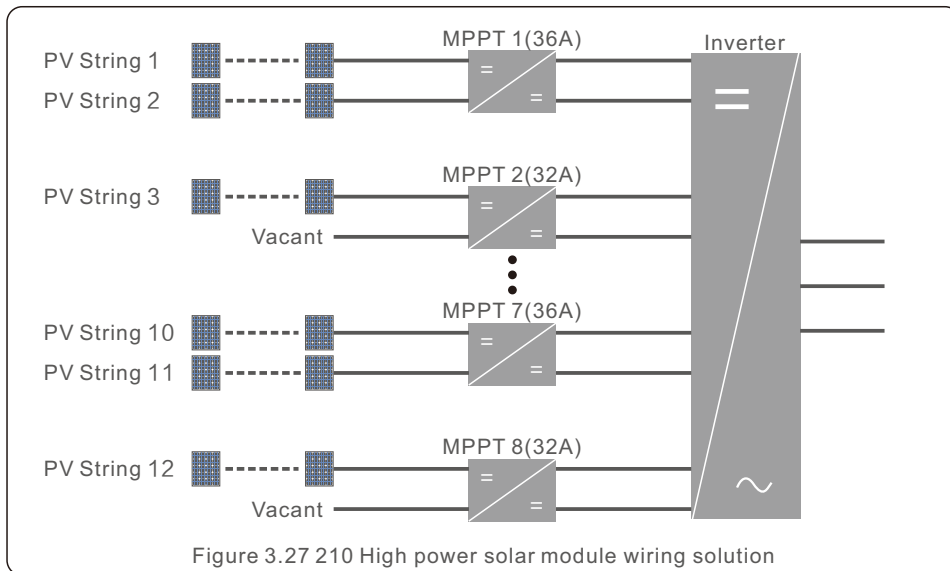 MPPT 1(36A)
Inverter
PV String 1
PV String 2
MPPT 2(32A)
PV String 3
Vacant
MPPT 7(36A)
PV String 10
PV String 11
MPPT 8(32A)
PV String 12
Vacant
Figure 3.27 210 High power solar module wiring solution